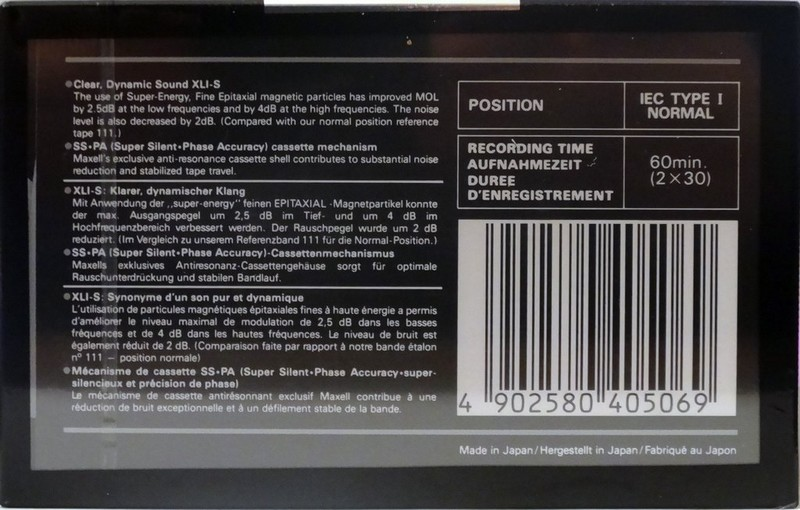 ●Clear, Dynamic Sound XLI-S
The use of Super-Energy, Fine Epitaxial magnetic particles has improved MOL
by 2.5dB at the low frequencies and by 4dB at the high frequencies. The noise
level is also decreased by 2dB. (Compared with our normal position reference
tape 111.)
●SS•PA (Super Silent•Phase Accuracy) cassette mechanism
Maxell's exclusive anti-resonance cassette shell contributes to substantial noise
reduction and stabilized tape travel.
●XLI-S: Klarer, dynamischer Klang
Mit Anwendung der „super-energy" feinen EPITAXIAL -Magnetpartikel konnte
der max. Ausgangspegel um 2,5 dB im Tief- und um 4 dB im
Hochfrequenzbereich verbessert werden. Der Rauschpegel wurde um 2 dB
reduziert. (Im Vergleich zu unserem Referenzband 111 für die Normal-Position.)
●SS•PA (Super Silent•Phase Accuracy)-Cassettenmechanismus
Maxells exklusives Antiresonanz-Cassettengehäuse sorgt für optimale
Rauschunterdrückung und stabilen Bandlauf.
●XLI-S: Synonyme d'un son pur et dynamique
L'utilisation de particules magnétiques épitaxiales fines à haute énergie a permis
d'améliorer le niveau maximal de modulation de 2,5 dB dans les basses
fréquences et de 4 dB dans les hautes fréquences. Le niveau de bruit est
également réduit de 2 dB. (Comparaison faite par rapport à notre bande étalon
nº 111 – position normale)
●Mécanisme de cassette SS•PA (Super Silent•Phase Accuracy•super-
silencieux et précision de phase)
Le mécanisme de cassette antirésonnant exclusif Maxell contribue à une
réduction de bruit exceptionnelle et à un défilement stable de la bande.
POSITION
IEC TYPE I
NORMAL
RECORDING TIME
AUFNAHMEZEIT
DUREE
D'ENREGISTREMENT
60min.
(2×30)
4 902580 405069
Made in Japan/Hergestellt in Japan/Fabriqué au Japon